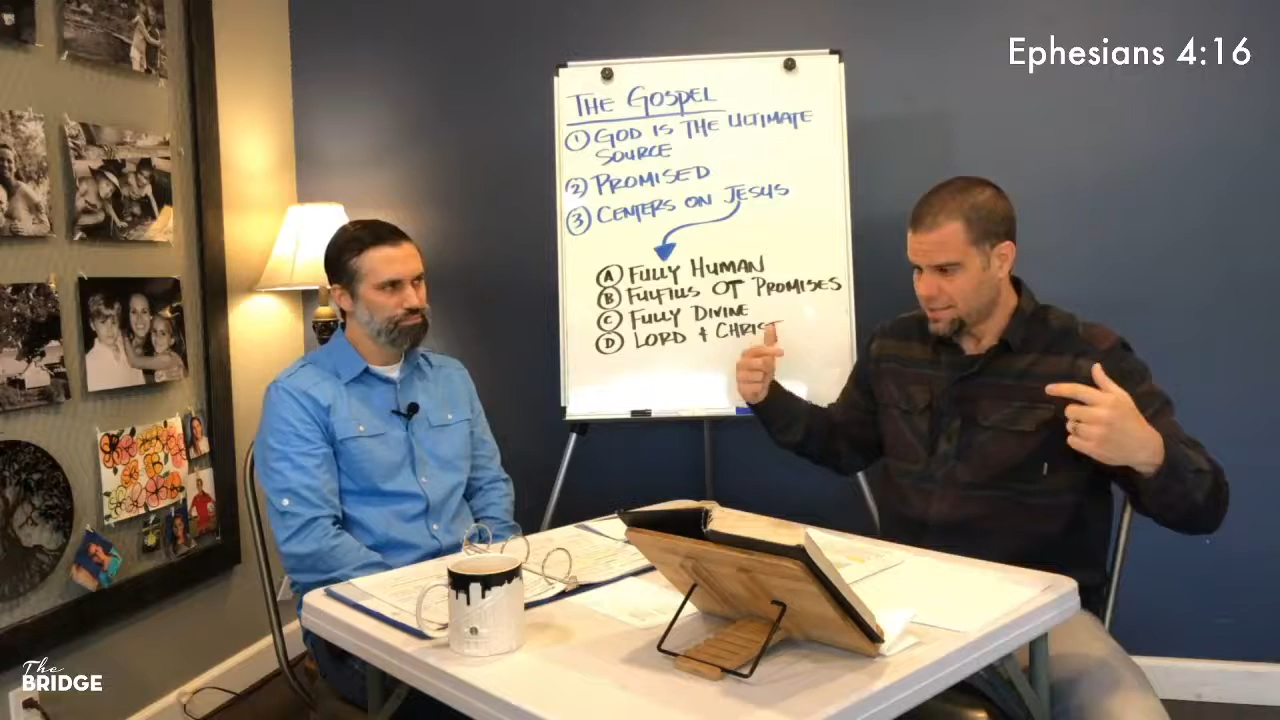 Ephesians 4:16
THE GOSPEL
1 GOD IS THE ULTIMATE
SOURCE
2 PROMISED
3 CENTERS ON JESUS
A FULLY HUMAN
B FULFILLS OT PROMISES
C FULLY DIVINE
D LORD & CHRIST
The
BRIDGE